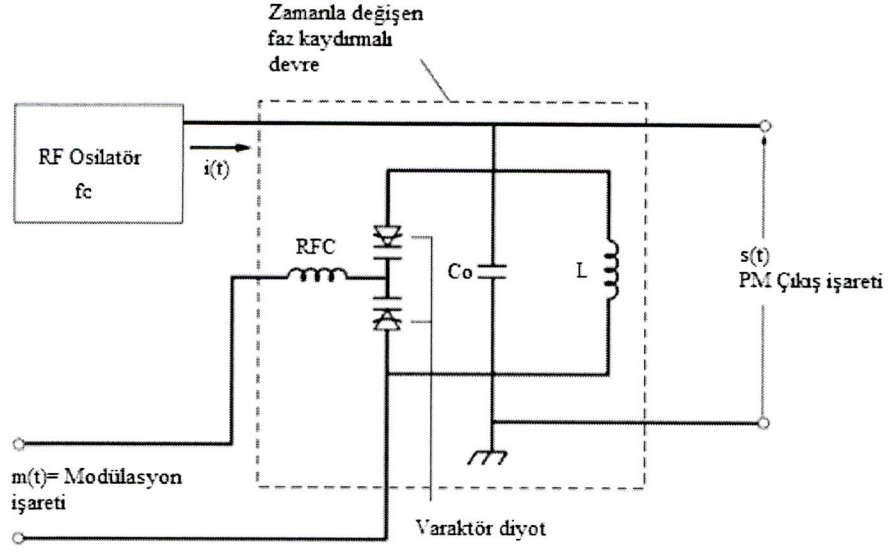 Zamanla değişen
faz kaydırmalı
devre
RF Osilatör
fc
i(t)
RFC
Co
L
s(t)
PM Çıkış işareti
m(t)= Modülasyon
işareti
Varaktör diyot